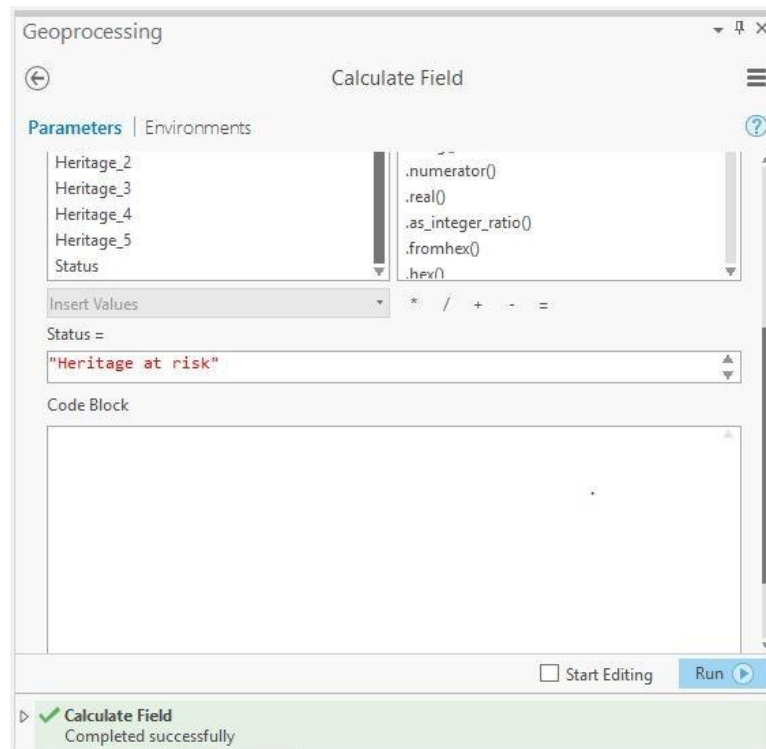 Geoprocessing
Calculate Field
Parameters | Environments
Heritage_2
Heritage_3
Heritage_4
Heritage_5
Status
.numerator()
.real()
.as_integer_ratio()
.fromhex()
.hex()
Insert Values
* / + - =
Status =
"Heritage at risk"
Code Block
Start Editing
Run
Calculate Field
Completed successfully